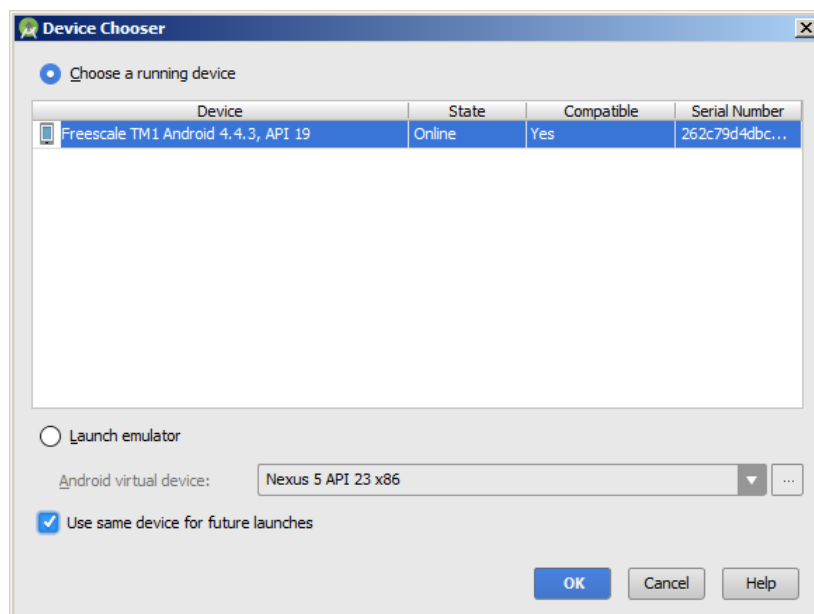 Device Chooser
Choose a running device
Device State Compatible Serial Number
Freescale TM1 Android 4.4.3, API 19 Online Yes 262c79d4dbc...
Launch emulator
Android virtual device: Nexus 5 API 23 x86 ...
Use same device for future launches
OK Cancel Help